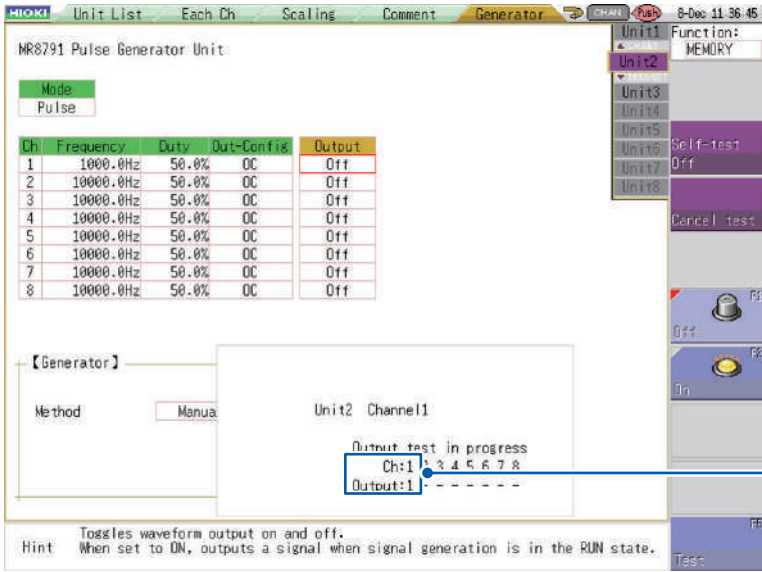 HIOKI Unit List Each Ch Scaling Comment Generator CHAN PUSH 8-Dec 11:36:45
MR8791 Pulse Generator Unit
Unit1
Unit2
Unit3
Unit4
Unit5
Unit6
Unit7
Unit8
Function:
MEMORY
Mode
Pulse
Ch Frequency Duty Out-Config Output
1 1000.0Hz 50.0% OC Off
2 10000.0Hz 50.0% OC Off
3 10000.0Hz 50.0% OC Off
4 10000.0Hz 50.0% OC Off
5 10000.0Hz 50.0% OC Off
6 10000.0Hz 50.0% OC Off
7 10000.0Hz 50.0% OC Off
8 10000.0Hz 50.0% OC Off
Self-test
Off
Cancel test
F1
Off
F2
On
【Generator】
Method Manua
Unit2 Channel1
Output test in progress
Ch:1 3 4 5 6 7 8
Output:1 - - - - - - -
Hint Toggles waveform output on and off.
When set to ON, outputs a signal when signal generation is in the RUN state.
F5
Test